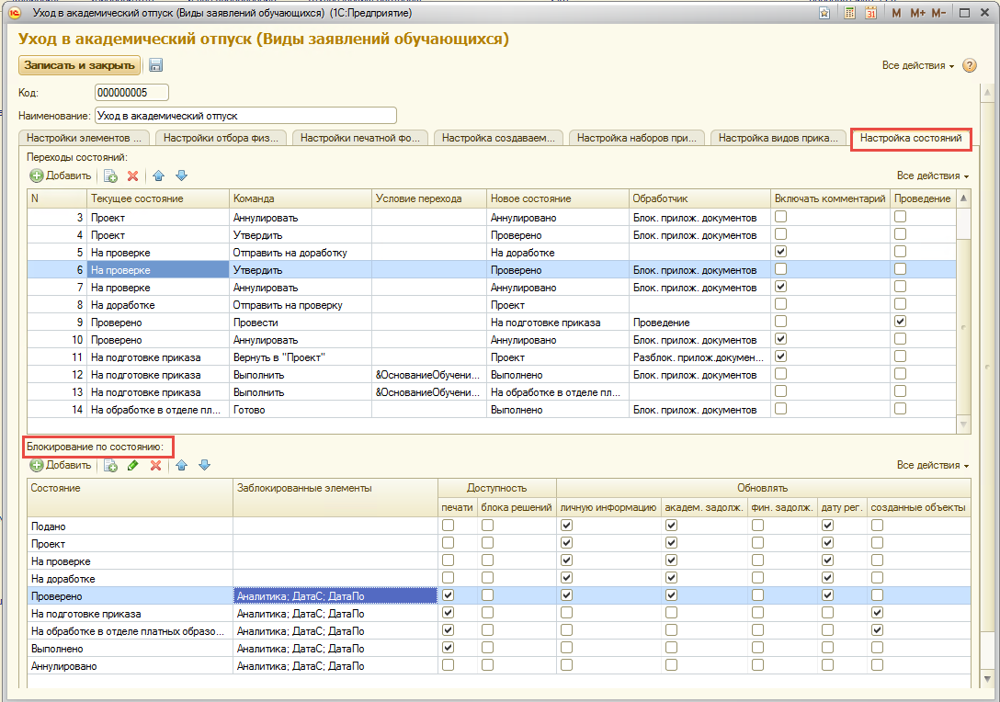 Уход в академический отпуск (Виды заявлений обучающихся) (1С:Предприятие) 31 M M+ M-
Уход в академический отпуск (Виды заявлений обучающихся)
Записать и закрыть Все действия ?
Код: 000000005
Наименование: Уход в академический отпуск
Настройки элементов ... Настройки отбора физ... Настройки печатной фо... Настройка создаваем... Настройка наборов при... Настройка видов прика... Настройка состояний
Переходы состояний:
Добавить Все действия
N Текущее состояние Команда Условие перехода Новое состояние Обработчик Включать комментарий Проведение
3 Проект Аннулировать Аннулировано Блок. прилож. документов
4 Проект Утвердить Проверено Блок. прилож. документов
5 На проверке Отправить на доработку На доработке
6 На проверке Утвердить Проверено Блок. прилож. документов
7 На проверке Аннулировать Аннулировано Блок. прилож. документов
8 На доработке Отправить на проверку Проект
9 Проверено Провести На подготовке приказа Проведение
10 Проверено Аннулировать Аннулировано Блок. прилож. документов
11 На подготовке приказа Вернуть в "Проект" Проект Разблок. прилож.докумен...
12 На подготовке приказа Выполнить &ОснованиеОбучени... Выполнено Блок. прилож. документов
13 На подготовке приказа Выполнить &ОснованиеОбучени... На обработке в отделе пл...
14 На обработке в отделе пл... Готово Выполнено Блок. прилож. документов
Блокирование по состоянию:
Добавить Все действия
Состояние Заблокированные элементы Доступность Обновлять
печати блока решений личную информацию академ. задолж. фин. задолж. дату рег. созданные объекты
Подано
Проект
На проверке
На доработке
Проверено Аналитика; ДатаС; ДатаПо
На подготовке приказа Аналитика; ДатаС; ДатаПо
На обработке в отделе платных образо... Аналитика; ДатаС; ДатаПо
Выполнено Аналитика; ДатаС; ДатаПо
Аннулировано Аналитика; ДатаС; ДатаПо